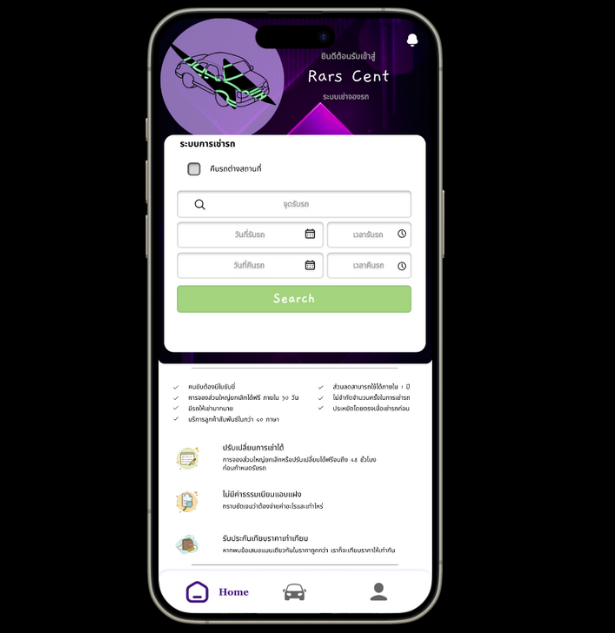 ยินดีต้อนรับเข้าสู่
Rars Cent
ระบบเช่าจองรถ
ระบบการเช่ารถ
คืนรถต่างสถานที่
จุดรับรถ
วันที่รับรถ
เวลารับรถ
วันที่คืนรถ
เวลาคืนรถ
Search
คนขับต้องมีใบขับขี่
การจองส่วนใหญ่ยกเลิกได้ฟรี ภายใน 30 วัน
มีรถให้เช่ามากมาย
บริการลูกค้าสัมพันธ์ในกว่า 40 ภาษา
ส่วนลดสามารถใช้ได้ภายใน 1 ปี
ไม่จำกัดจำนวนครั้งในการเช่ารถ
ประหยัดโดยตรงเมื่อเช่ารถก่อน
ปรับเปลี่ยนการเช่าได้
การจองส่วนใหญ่ยกเลิกหรือปรับเปลี่ยนได้ฟรีจนถึง 48 ชั่วโมง
ก่อนกำหนดรับรถ
ไม่มีค่าธรรมเนียมแอบแฝง
ทราบชัดเจนว่าต้องจ่ายค่าอะไรและเท่าไหร่
รับประกันเทียบราคาเท่าเทียม
หากพบข้อเสนอแบบเดียวกันในราคาถูกกว่า เราก็จะเทียบราคาให้เท่ากัน
Home